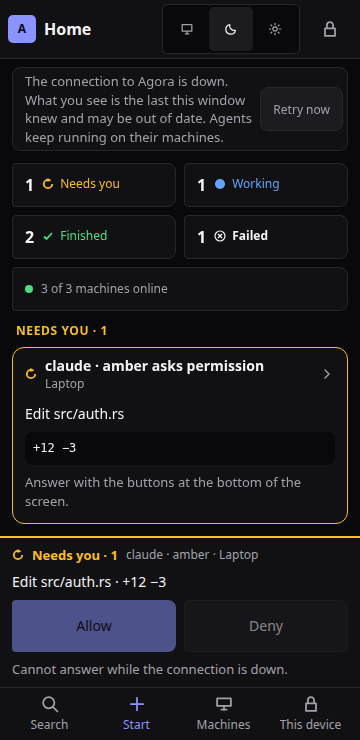 A Home
The connection to Agora is down.
What you see is the last this window
knew and may be out of date. Agents
keep running on their machines.
Retry now
1 Needs you
1 Working
2 Finished
1 Failed
3 of 3 machines online
NEEDS YOU · 1
claude · amber asks permission
Laptop
Edit src/auth.rs
+12 −3
Answer with the buttons at the bottom of the
screen.
Needs you · 1 claude · amber · Laptop
Edit src/auth.rs · +12 −3
Allow
Deny
Cannot answer while the connection is down.
Search
Start
Machines
This device